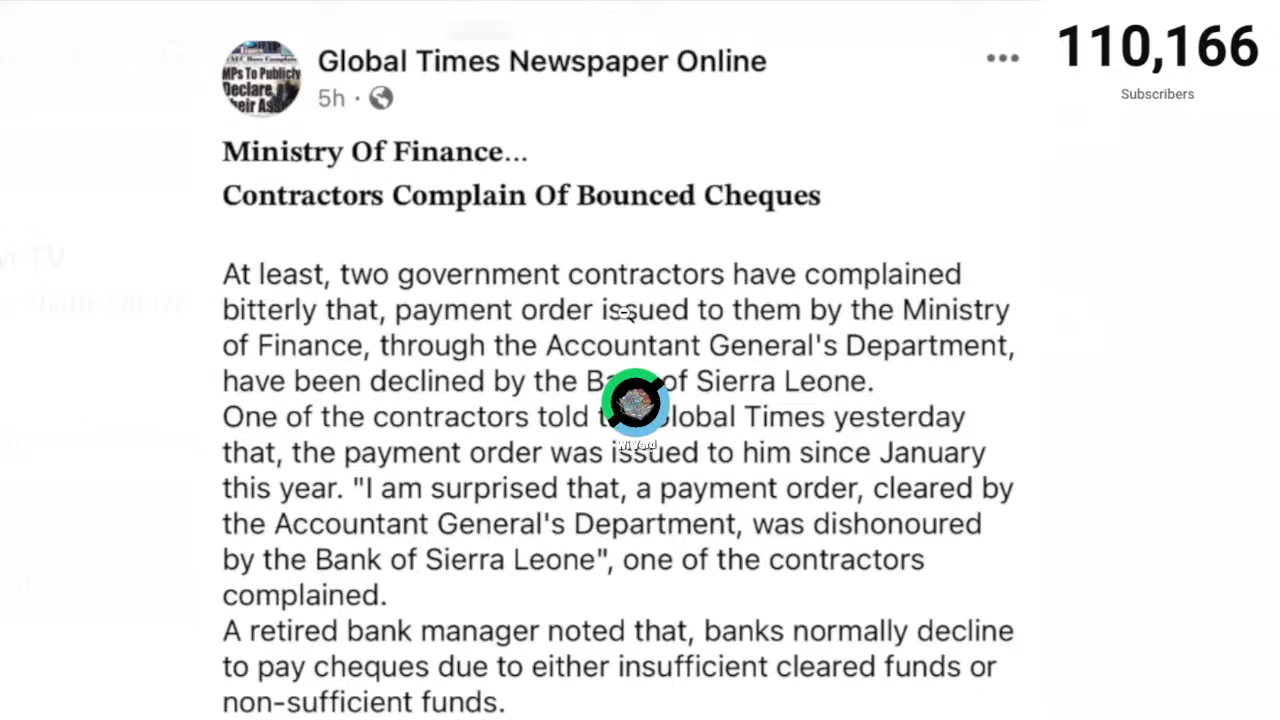 Global Times Newspaper Online
5h ·
110,166
Subscribers
Ministry Of Finance...
Contractors Complain Of Bounced Cheques
At least, two government contractors have complained
bitterly that, payment order issued to them by the Ministry
of Finance, through the Accountant General's Department,
have been declined by the of Sierra Leone.
One of the contractors told Global Times yesterday
that, the payment order was issued to him since January
this year. "I am surprised that, a payment order, cleared by
the Accountant General's Department, was dishonoured
by the Bank of Sierra Leone", one of the contractors
complained.
A retired bank manager noted that, banks normally decline
to pay cheques due to either insufficient cleared funds or
non-sufficient funds.